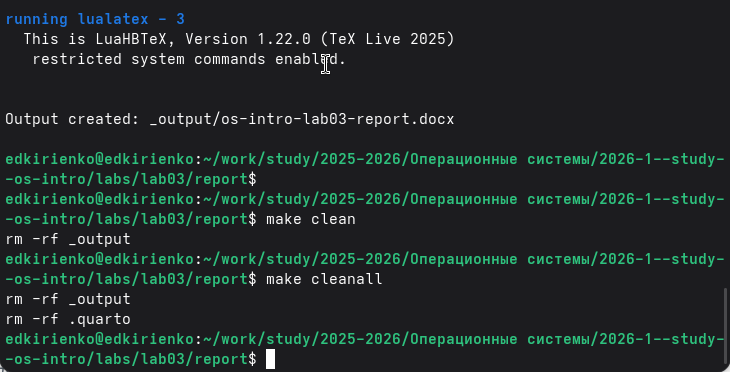 running lualatex - 3
This is LuaHBTeX, Version 1.22.0 (TeX Live 2025)
restricted system commands enabled.
Output created: _output/os-intro-lab03-report.docx
edkirienko@edkirienko:~/work/study/2025-2026/Операционные системы/2026-1--study-
-os-intro/labs/lab03/report$
edkirienko@edkirienko:~/work/study/2025-2026/Операционные системы/2026-1--study-
-os-intro/labs/lab03/report$ make clean
rm -rf _output
edkirienko@edkirienko:~/work/study/2025-2026/Операционные системы/2026-1--study-
-os-intro/labs/lab03/report$ make cleanall
rm -rf _output
rm -rf .quarto
edkirienko@edkirienko:~/work/study/2025-2026/Операционные системы/2026-1--study-
-os-intro/labs/lab03/report$